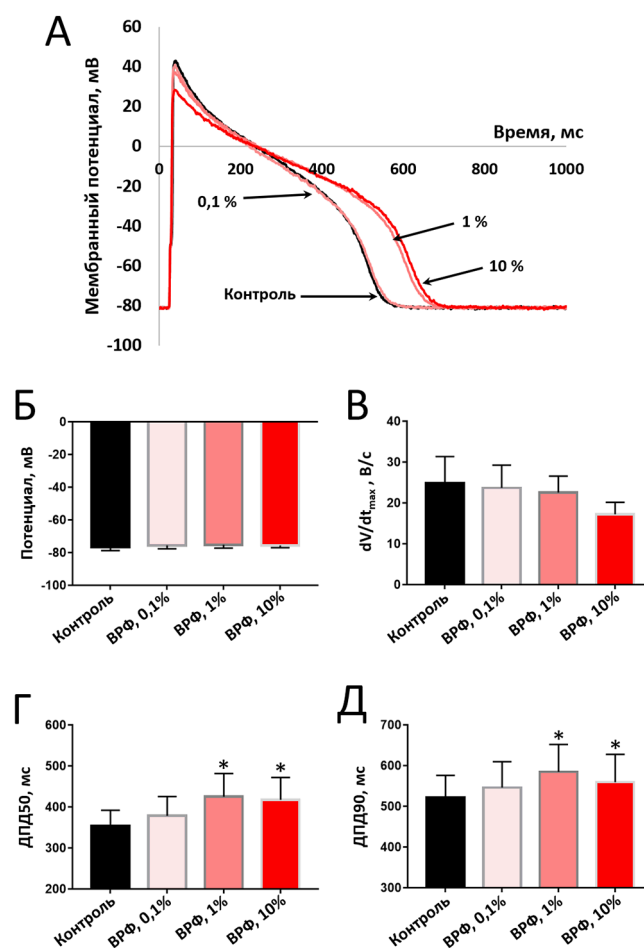 А
Мембранный потенциал, мВ
60
40
20
0
-20
-40
-60
-80
-100
Время, мс
200
400
600
800
1000
0,1 %
1 %
10 %
Контроль
Б
Потенциал, мВ
0
-20
-40
-60
-80
-100
Контроль
ВРФ, 0,1%
ВРФ, 1%
ВРФ, 10%
В
dV/dtmax , В/с
40
30
20
10
0
Контроль
ВРФ, 0,1%
ВРФ, 1%
ВРФ, 10%
Г
ДПД50, мс
600
500
400
300
200
* *
Контроль
ВРФ, 0,1%
ВРФ, 1%
ВРФ, 10%
Д
ДПД90, мс
700
600
500
400
300
* *
Контроль
ВРФ, 0,1%
ВРФ, 1%
ВРФ, 10%